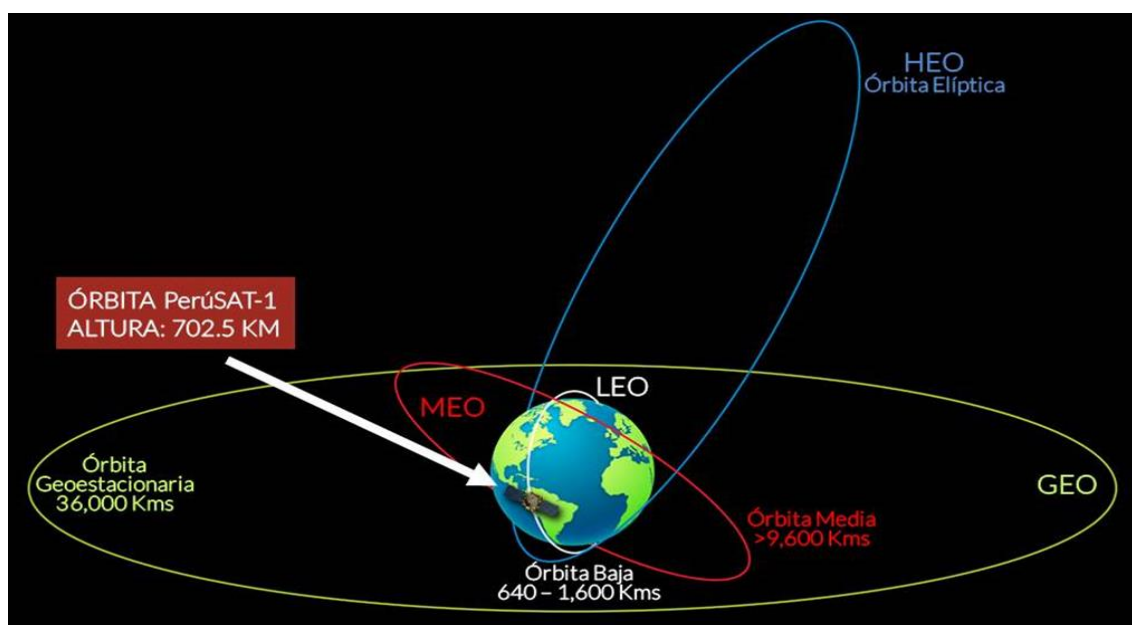 HEO
Órbita Elíptica
ÓRBITA PerúSAT-1
ALTURA: 702.5 KM
LEO
MEO
Órbita
Geoestacionaria
36,000 Kms
GEO
Órbita Media
>9,600 Kms
Órbita Baja
640 – 1,600 Kms